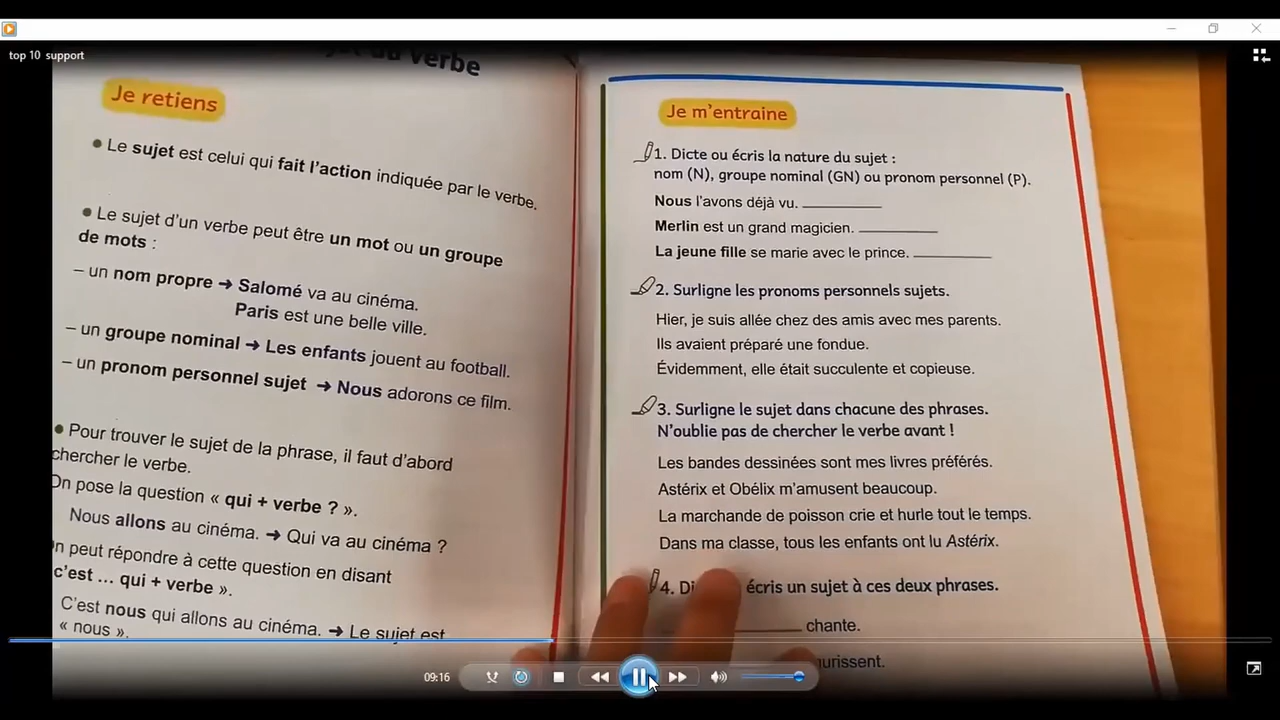 top 10 support
du verbe
Je retiens
● Le sujet est celui qui fait l'action indiquée par le verbe.
● Le sujet d'un verbe peut être un mot ou un groupe
de mots :
– un nom propre ➔ Salomé va au cinéma.
Paris est une belle ville.
– un groupe nominal ➔ Les enfants jouent au football.
– un pronom personnel sujet ➔ Nous adorons ce film.
● Pour trouver le sujet de la phrase, il faut d'abord
chercher le verbe.
On pose la question « qui + verbe ? ».
Nous allons au cinéma. ➔ Qui va au cinéma ?
On peut répondre à cette question en disant
c'est ... qui + verbe ».
C'est nous qui allons au cinéma. ➔ Le sujet est
« nous ».
Je m'entraine
1. Dicte ou écris la nature du sujet :
nom (N), groupe nominal (GN) ou pronom personnel (P).
Nous l'avons déjà vu. ________
Merlin est un grand magicien. ________
La jeune fille se marie avec le prince. ________
2. Surligne les pronoms personnels sujets.
Hier, je suis allée chez des amis avec mes parents.
Ils avaient préparé une fondue.
Évidemment, elle était succulente et copieuse.
3. Surligne le sujet dans chacune des phrases.
N'oublie pas de chercher le verbe avant !
Les bandes dessinées sont mes livres préférés.
Astérix et Obélix m'amusent beaucoup.
La marchande de poisson crie et hurle tout le temps.
Dans ma classe, tous les enfants ont lu Astérix.
4. écris un sujet à ces deux phrases.
________ chante.
09:16